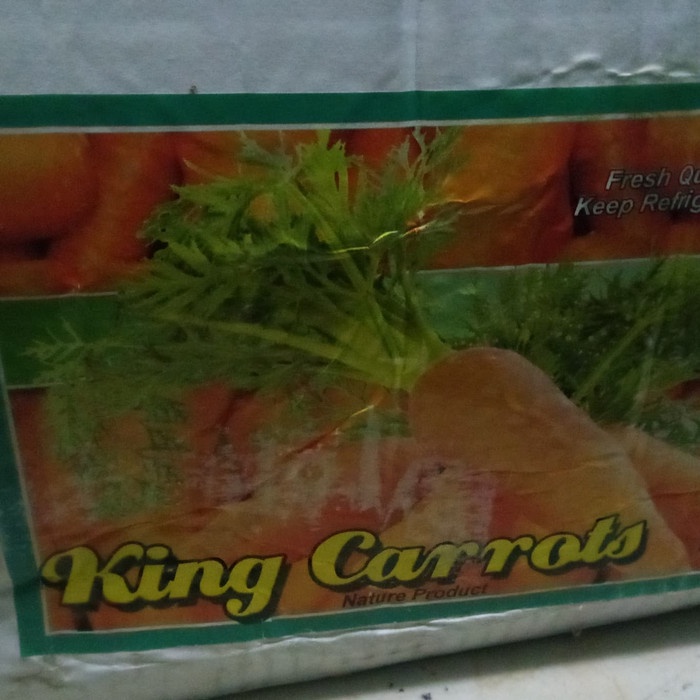 Fresh Qu
Keep Refrig
King Carrots
Nature Product